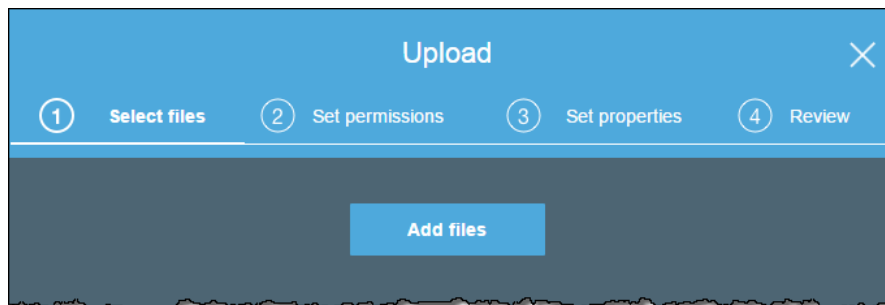 Upload
1 Select files 2 Set permissions 3 Set properties 4 Review
Add files